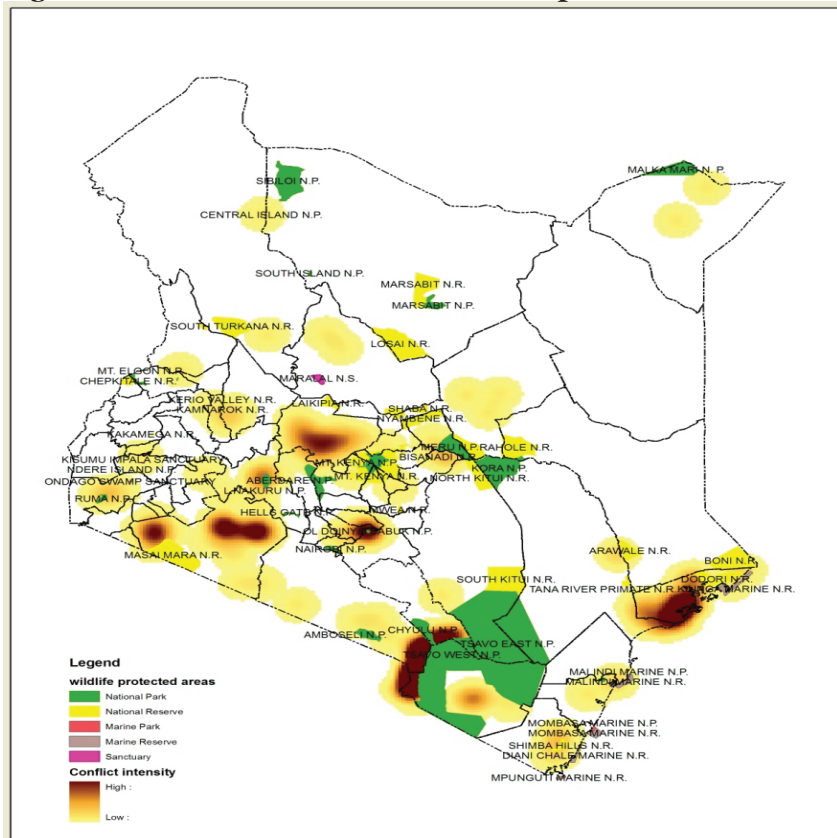 SIBILOI N.P.
MALKA MARI N. P.
CENTRAL ISLAND N.P.
SOUTH ISLAND N.P.
MARSABIT N.R.
MARSABIT N.P.
SOUTH TURKANA N.R.
LOSAI N.R.
MT. ELGON N.P.
CHEPKITALE N.R.
MARALAL N.S.
KERIO VALLEY N.R.
KAMNAROK N.R.
LAIKIPIA N.R.
SHABA N.R.
NYAMBENE N.R.
KAKAMEGA N.R.
MERU N.P.
RAHOLE N.R.
KISUMU IMPALA SANCTUARY
NDERE ISLAND N.P.
MT. KENYA N.P.
BISANADI N.R.
KORA N.P.
ONDAGO SWAMP SANCTUARY
ABERDARE N.P.
MT. KENYA N.R.
NORTH KITUI N.R.
L.NAKURU N.P.
RUMA N.P.
HELLS GATE N.P.
MWEA N.R.
OL DOINYO SABUK N.P.
NAIROBI N.P.
MASAI MARA N.R.
ARAWALE N.R.
BONI N.R.
SOUTH KITUI N.R.
DODORI N.R.
TANA RIVER PRIMATE N.R.
KIUNGA MARINE N.R.
AMBOSELI N.P.
CHYULU N.P.
TSAVO EAST N.P.
TSAVO WEST N.P.
MALINDI MARINE N.P.
MALINDI MARINE N.R.
MOMBASA MARINE N.P.
MOMBASA MARINE N.R.
SHIMBA HILLS N.R.
DIANI CHALE MARINE N.R.
MPUNGUTI MARINE N.R.
Legend
wildlife protected areas
National Park
National Reserve
Marine Park
Marine Reserve
Sanctuary
Conflict intensity
High :
Low :